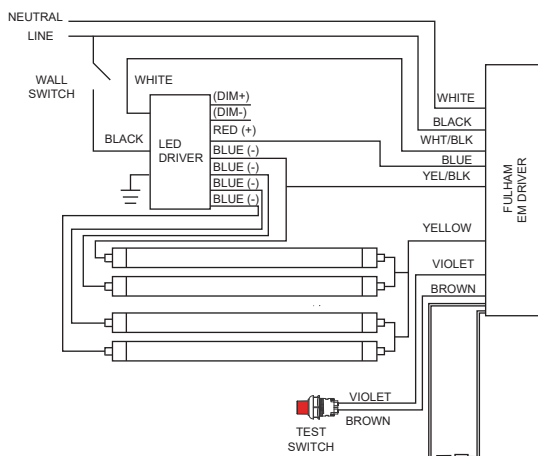 NEUTRAL
LINE
WALL
SWITCH
WHITE
BLACK
LED
DRIVER
(DIM+)
(DIM-)
RED (+)
BLUE (-)
BLUE (-)
BLUE (-)
BLUE (-)
WHITE
BLACK
WHT/BLK
BLUE
YEL/BLK
YELLOW
VIOLET
BROWN
FULHAM
EM DRIVER
VIOLET
BROWN
TEST
SWITCH